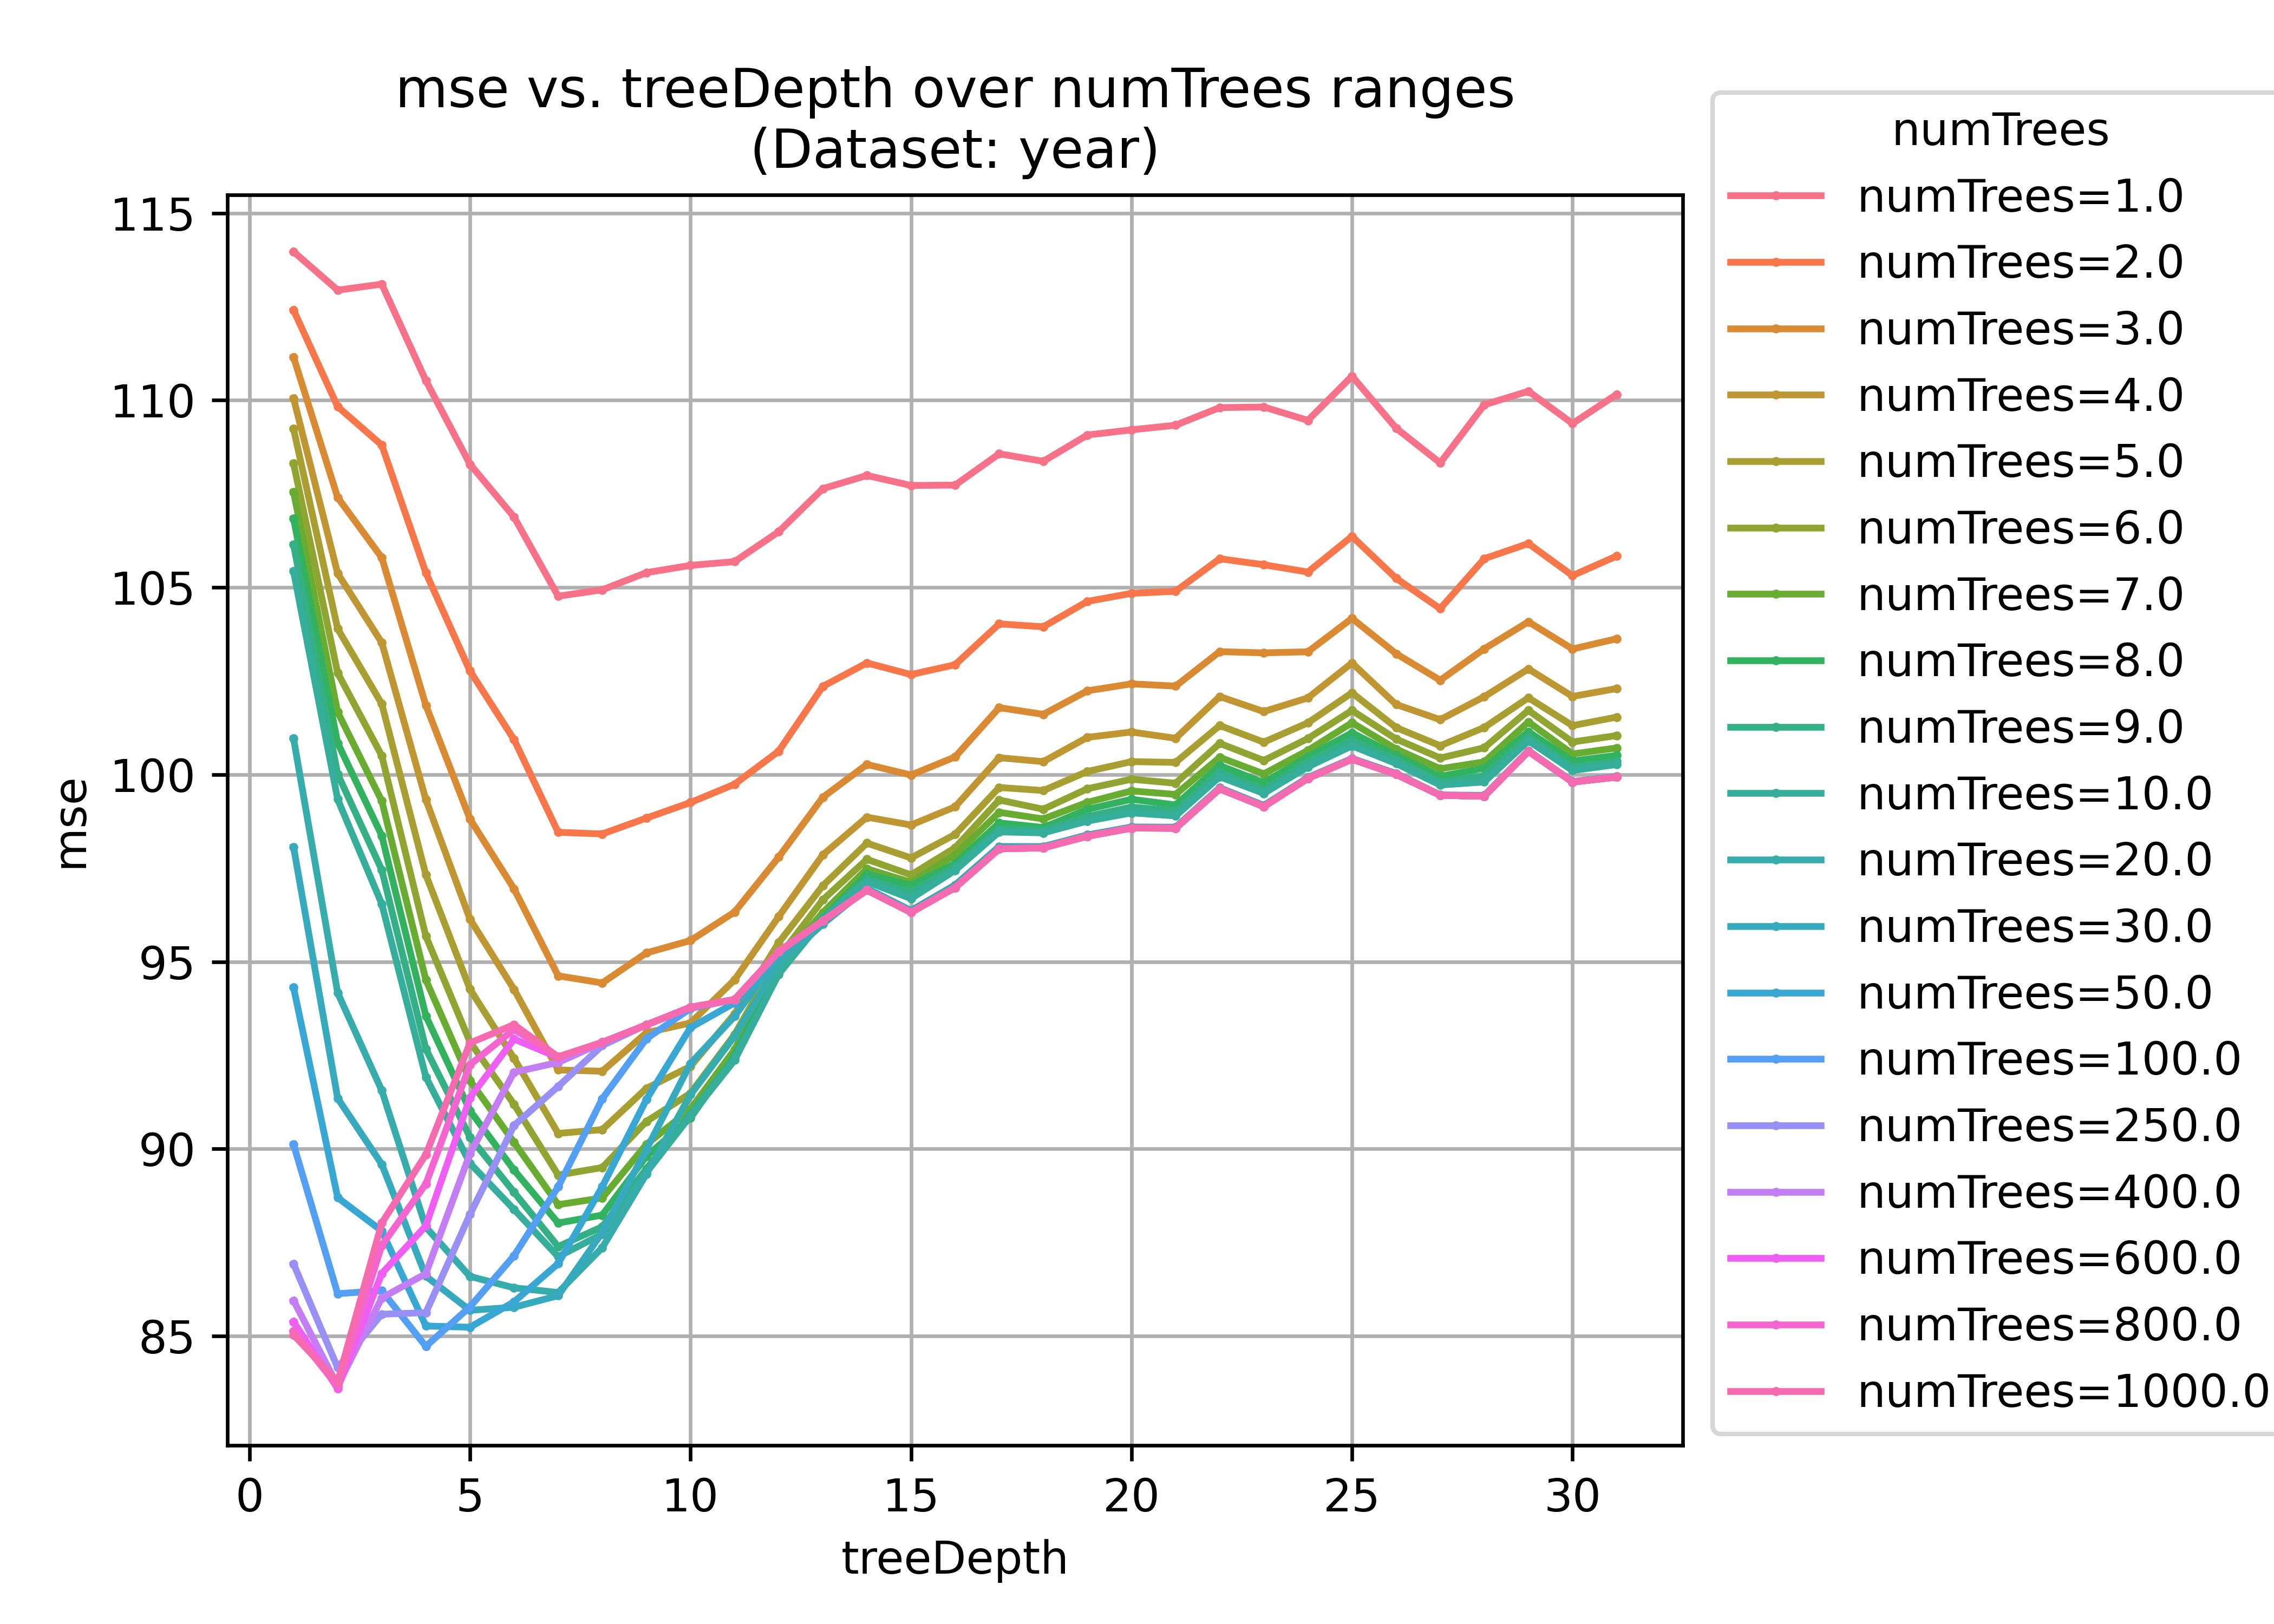 mse vs. treeDepth over numTrees ranges
(Dataset: year)
numTrees
numTrees=1.0
numTrees=2.0
numTrees=3.0
numTrees=4.0
numTrees=5.0
numTrees=6.0
numTrees=7.0
numTrees=8.0
numTrees=9.0
numTrees=10.0
numTrees=20.0
numTrees=30.0
numTrees=50.0
numTrees=100.0
numTrees=250.0
numTrees=400.0
numTrees=600.0
numTrees=800.0
numTrees=1000.0
115
110
105
100
95
90
85
mse
0 5 10 15 20 25 30
treeDepth